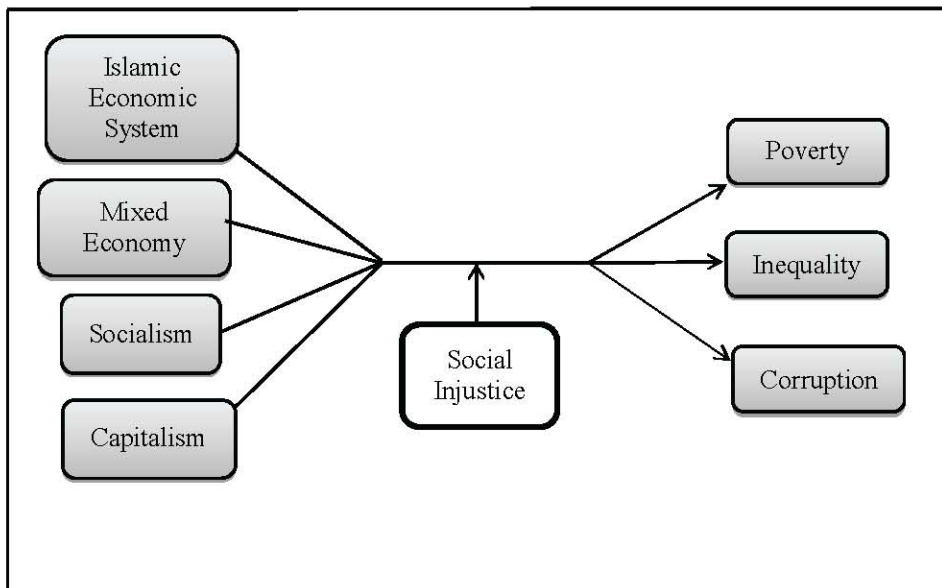 Islamic
Economic
System
Mixed
Economy
Socialism
Capitalism
Social
Injustice
Poverty
Inequality
Corruption